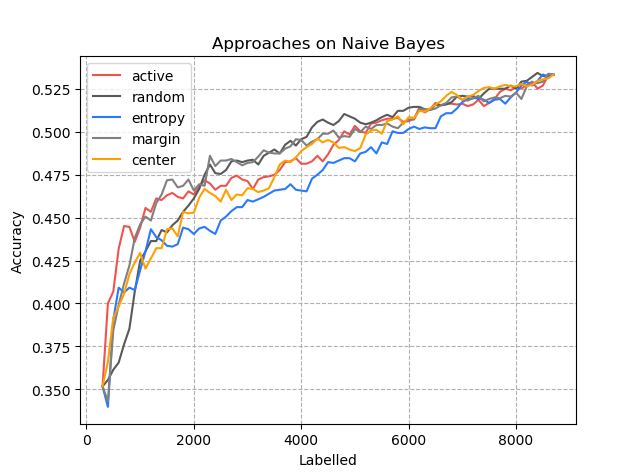 Approaches on Naive Bayes
active
random
entropy
margin
center
0.525
0.500
0.475
0.450
0.425
0.400
0.375
0.350
Accuracy
0 2000 4000 6000 8000
Labelled